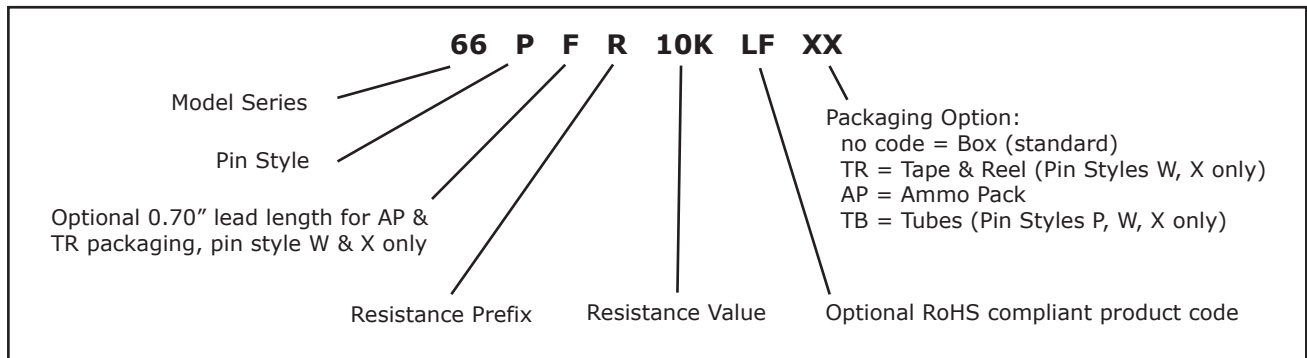 66 P F R 10K LF XX
Model Series
Pin Style
Optional 0.70” lead length for AP &
TR packaging, pin style W & X only
Resistance Prefix
Resistance Value
Optional RoHS compliant product code
Packaging Option:
no code = Box (standard)
TR = Tape & Reel (Pin Styles W, X only)
AP = Ammo Pack
TB = Tubes (Pin Styles P, W, X only)